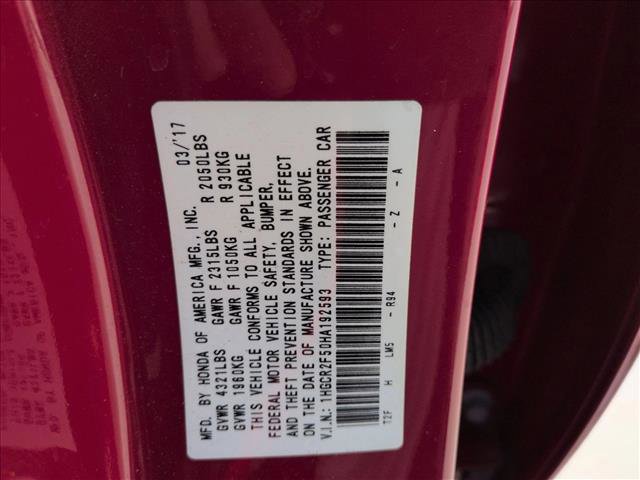 MFD. BY HONDA OF AMERICA MFG., INC. 03/'17
GVWR 4321LBS GAWR F 2315LBS R 2050LBS
GVWR 1960KG GAWR F 1050KG R 930KG
THIS VEHICLE CONFORMS TO ALL APPLICABLE
FEDERAL MOTOR VEHICLE SAFETY, BUMPER,
AND THEFT PREVENTION STANDARDS IN EFFECT
ON THE DATE OF MANUFACTURE SHOWN ABOVE.
V.I.N.: 1HGCR2F50HA192593 TYPE: PASSENGER CAR
T2F H LM5 - R94 - Z - A